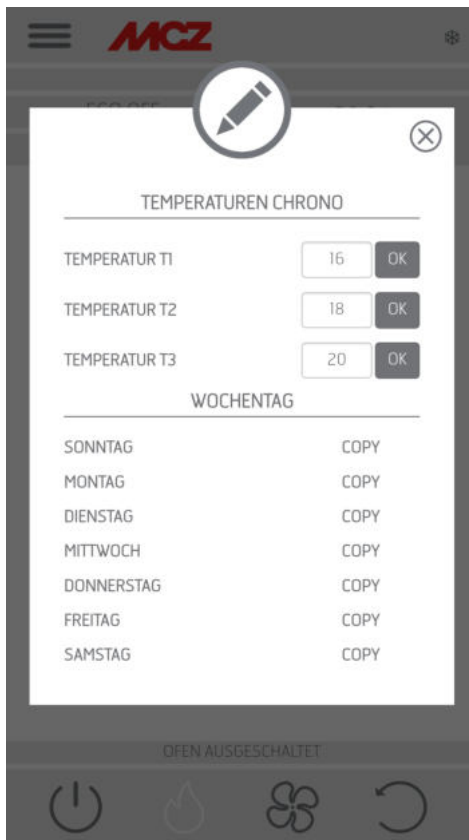 MCZ
TEMPERATUREN CHRONO
TEMPERATUR T1 16 OK
TEMPERATUR T2 18 OK
TEMPERATUR T3 20 OK
WOCHENTAG
SONNTAG COPY
MONTAG COPY
DIENSTAG COPY
MITTWOCH COPY
DONNERSTAG COPY
FREITAG COPY
SAMSTAG COPY
OFEN AUSGESCHALTET